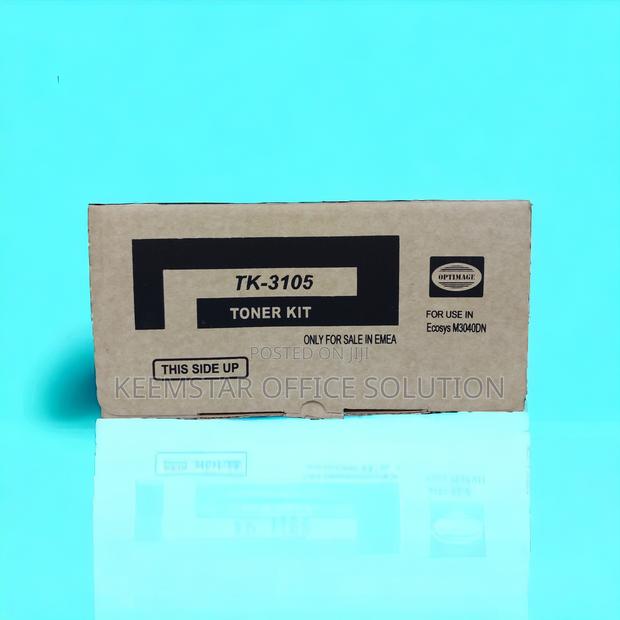 TK-3105
TONER KIT
OPTIMAGE
FOR USE IN
Ecosys M3040DN
ONLY FOR SALE IN EMEA
POSTED ON JIJI
THIS SIDE UP
KEEMSTAR OFFICE SOLUTION